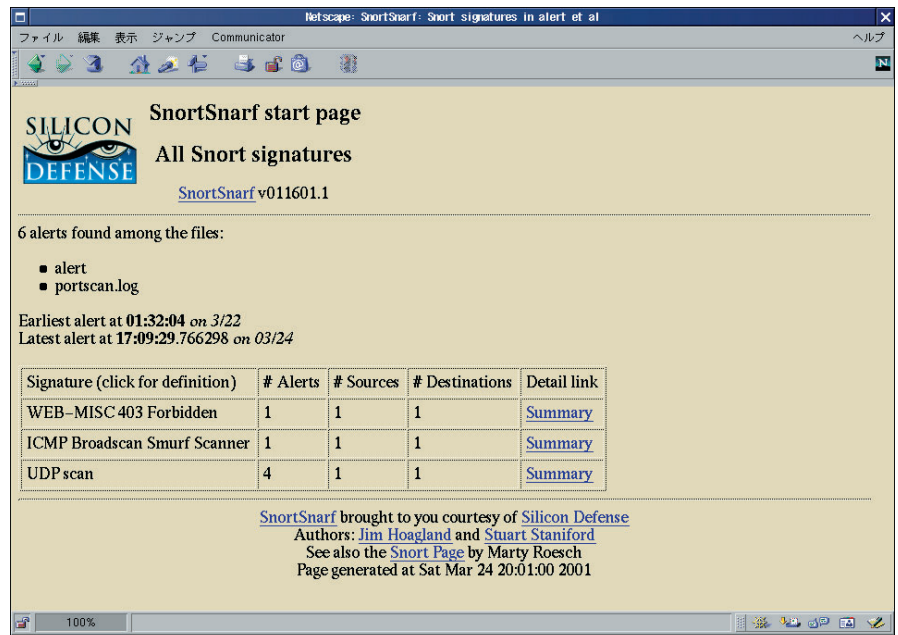 Netscape: SnortSnarf: Snort signatures in alert et al
ファイル 編集 表示 ジャンプ Communicator ヘルプ
N
SILICON DEFENSE
SnortSnarf start page
All Snort signatures
SnortSnarf v011601.1
6 alerts found among the files:
alert
portscan.log
Earliest alert at 01:32:04 on 3/22
Latest alert at 17:09:29.766298 on 03/24
Signature (click for definition) # Alerts # Sources # Destinations Detail link
WEB-MISC 403 Forbidden 1 1 1 Summary
ICMP Broadscan Smurf Scanner 1 1 1 Summary
UDP scan 4 1 1 Summary
SnortSnarf brought to you courtesy of Silicon Defense
Authors: Jim Hoagland and Stuart Staniford
See also the Snort Page by Marty Roesch
Page generated at Sat Mar 24 20:01:00 2001
100%